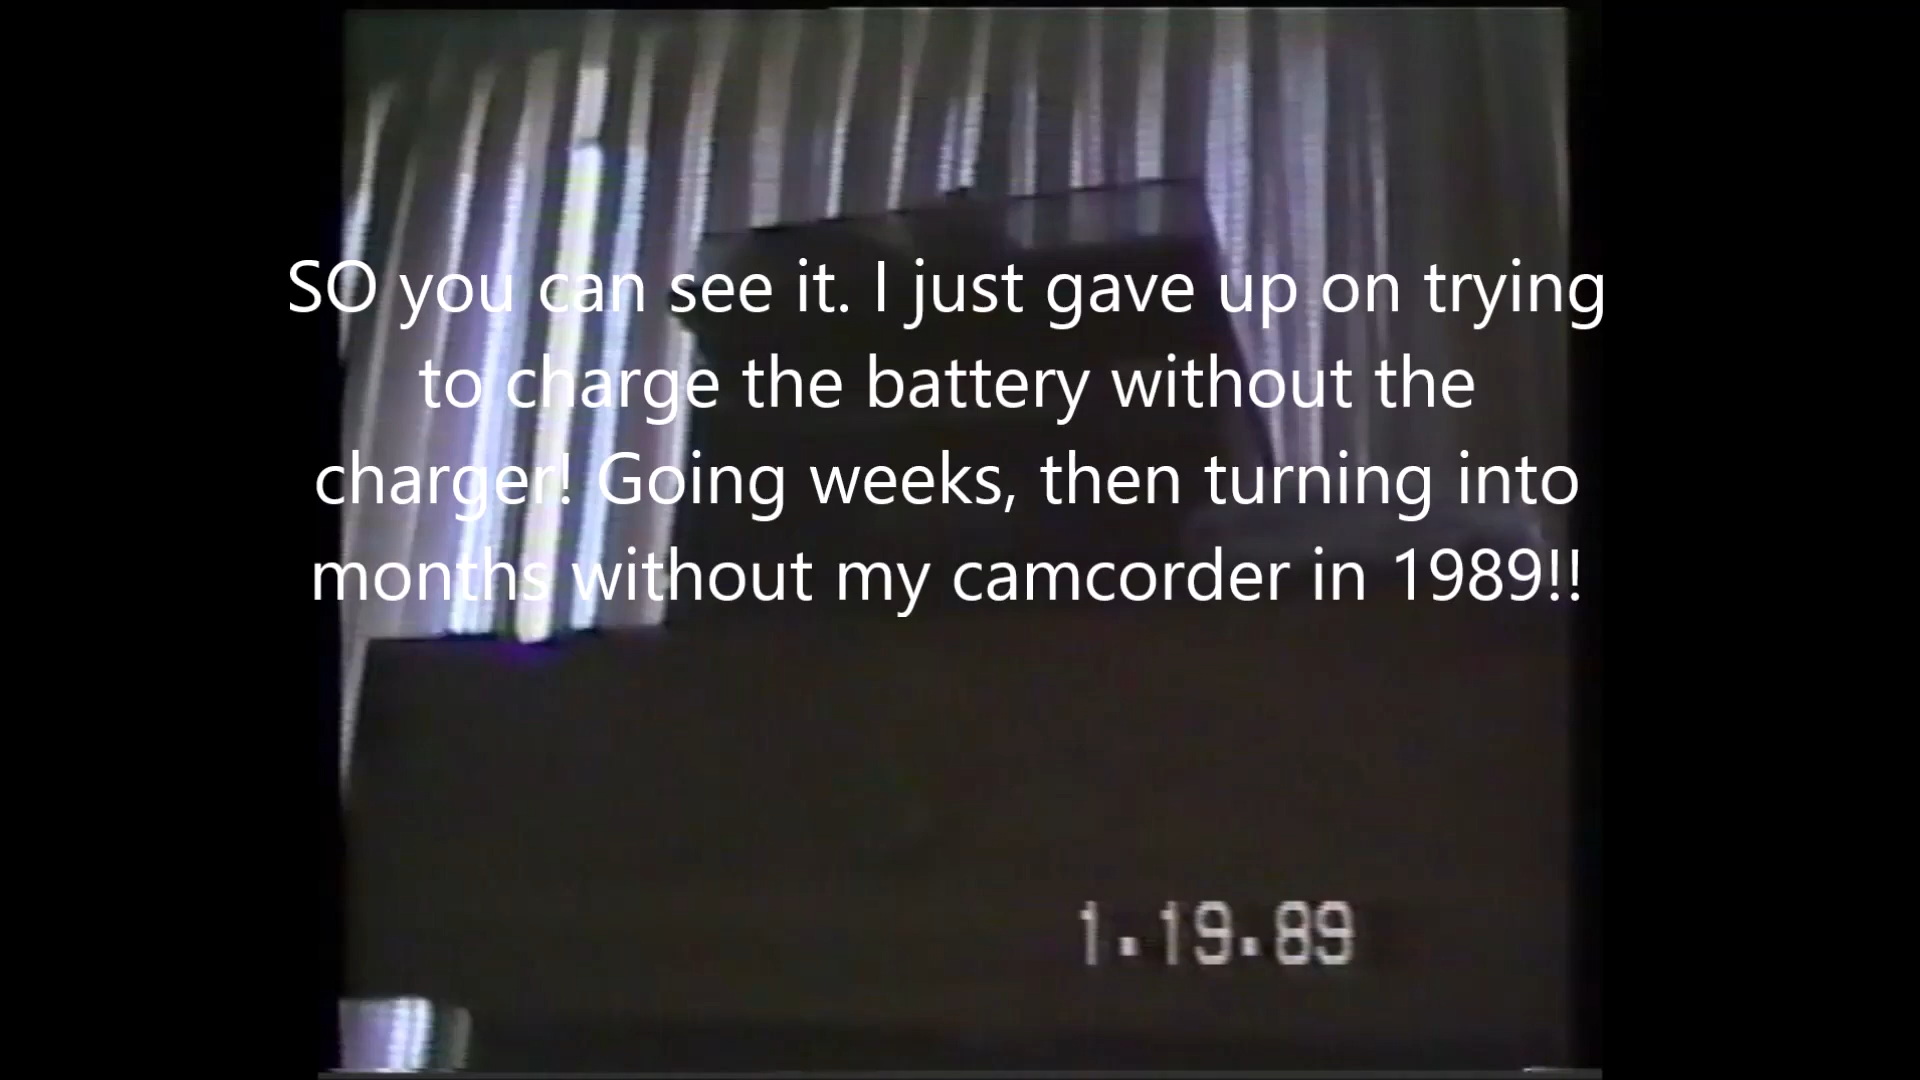 SO you can see it. I just gave up on trying
to charge the battery without the
charger! Going weeks, then turning into
months without my camcorder in 1989!!
1.19.89